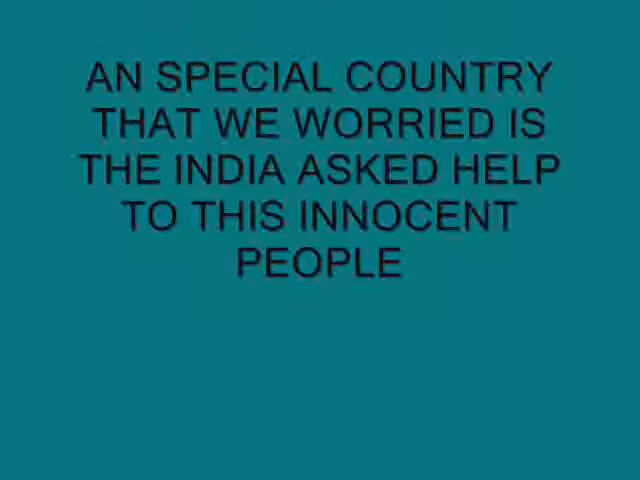 AN SPECIAL COUNTRY
THAT WE WORRIED IS
THE INDIA ASKED HELP
TO THIS INNOCENT
PEOPLE